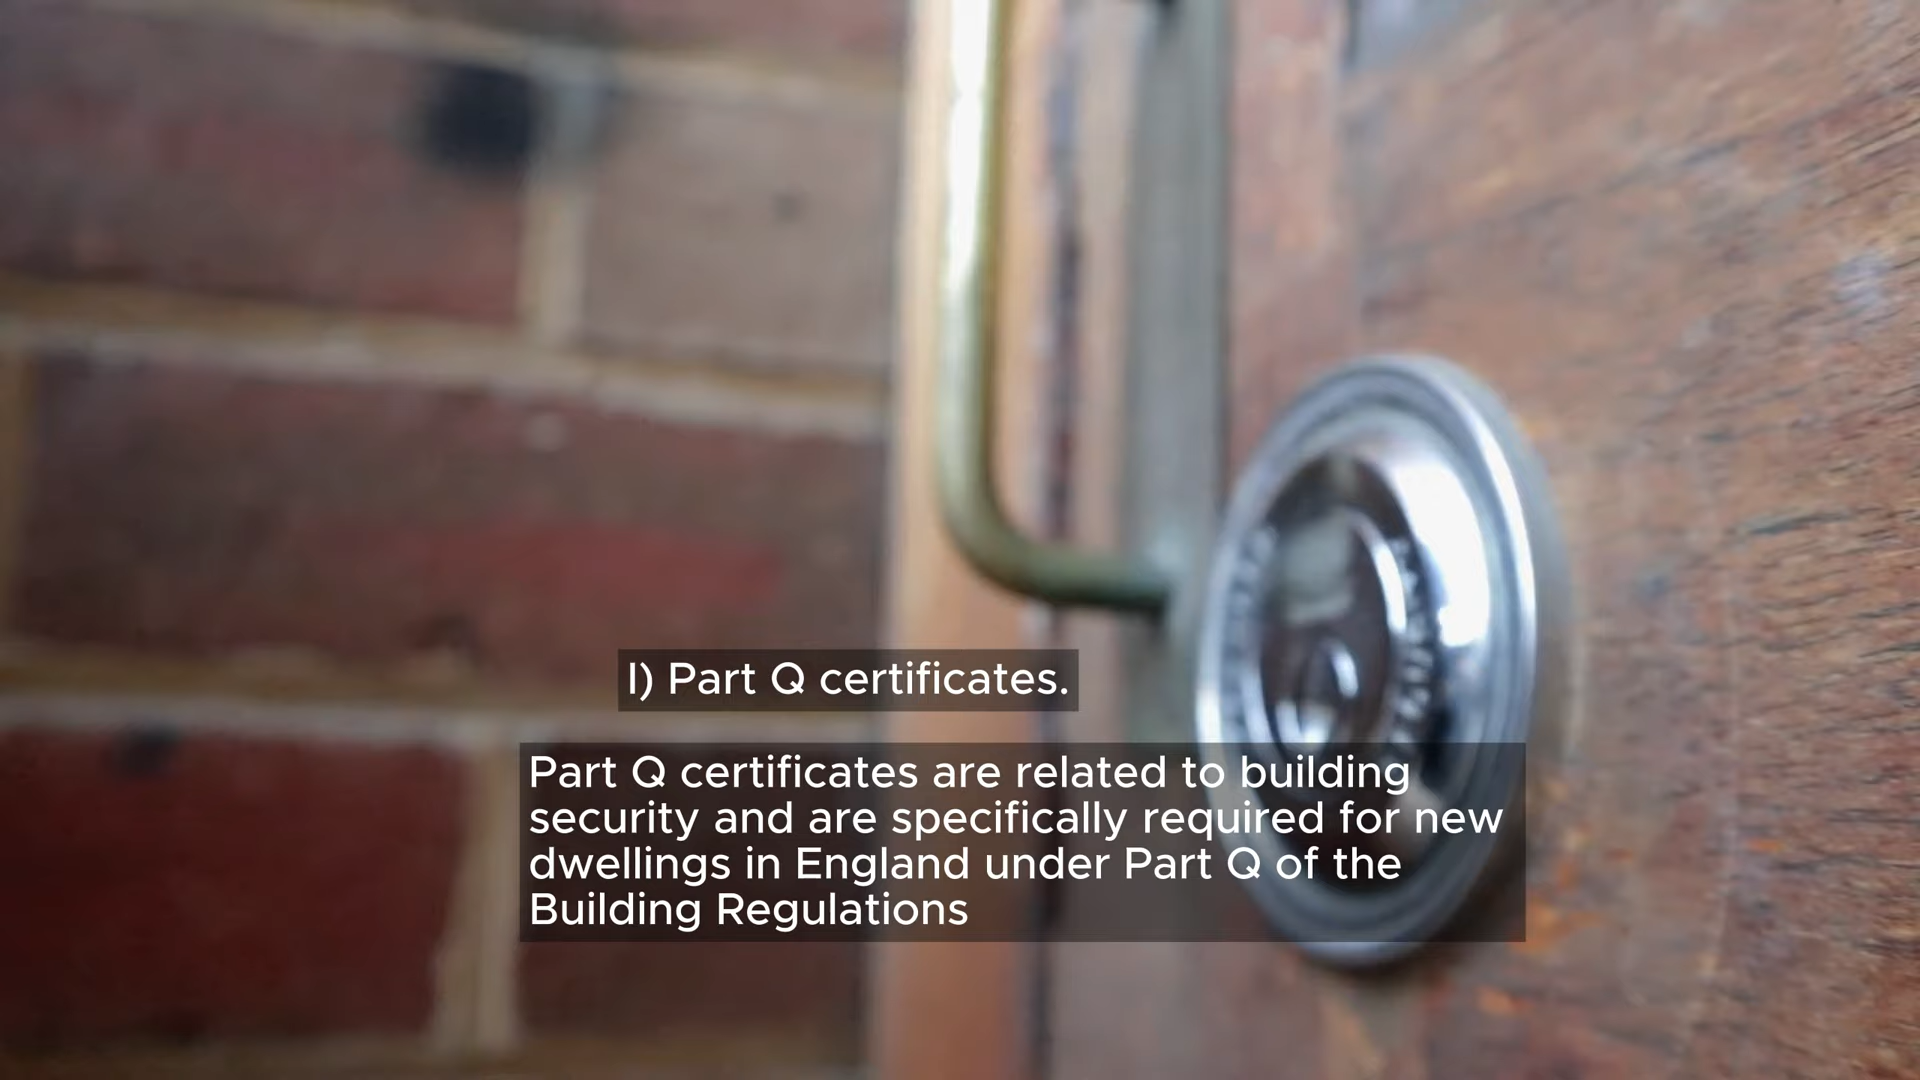 I) Part Q certificates.
Part Q certificates are related to building
security and are specifically required for new
dwellings in England under Part Q of the
Building Regulations